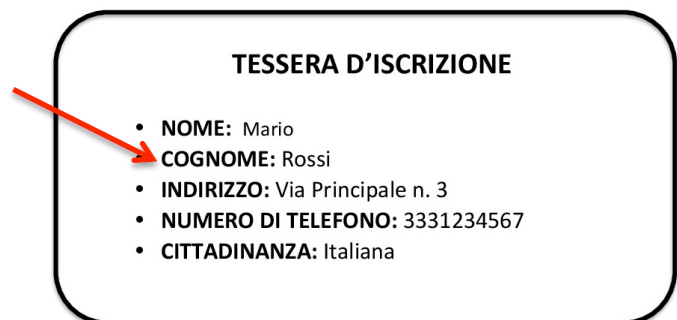 TESSERA D’ISCRIZIONE
• NOME: Mario
• COGNOME: Rossi
• INDIRIZZO: Via Principale n. 3
• NUMERO DI TELEFONO: 3331234567
• CITTADINANZA: Italiana